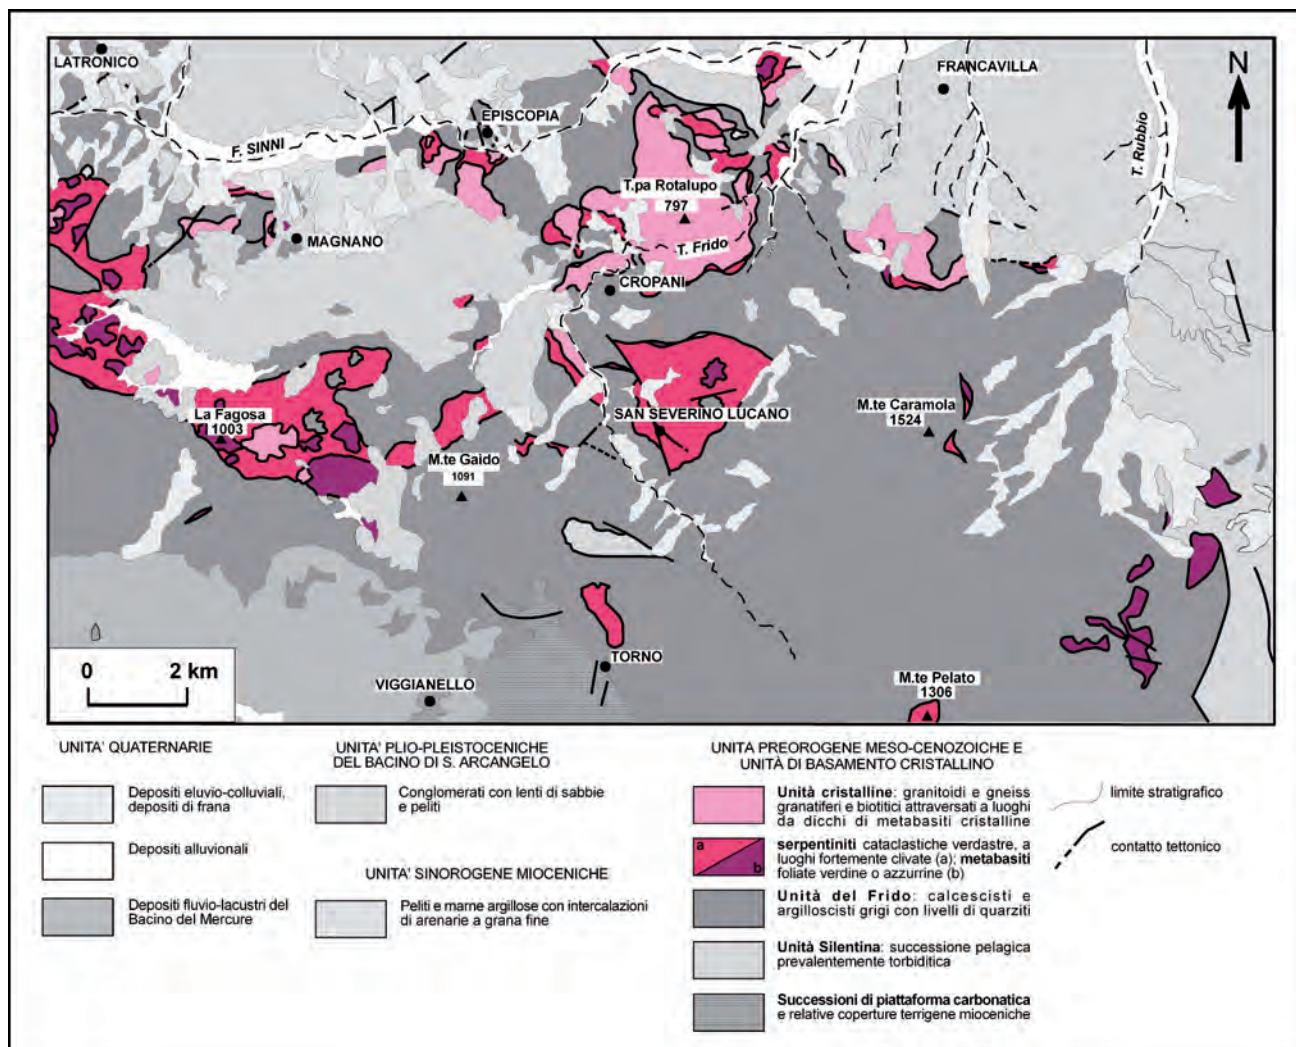 LATRONICO
FRANCAVILLA
N
EPISCOPIA
F. SINNI
T. Rubbio
T.pa Rotalupo
797
MAGNANO
T. Frido
CROPANI
La Fagosa
1003
SAN SEVERINO LUCANO
M.te Caramola
1524
M.te Gaido
1091
0 2 km
TORNO
VIGGIANELLO
M.te Pelato
1306
UNITA' QUATERNARIE
Depositi eluvio-colluviali,
depositi di frana
Depositi alluvionali
Depositi fluvio-lacustri del
Bacino del Mercure
UNITA' PLIO-PLEISTOCENICHE
DEL BACINO DI S. ARCANGELO
Conglomerati con lenti di sabbie
e peliti
UNITA' SINOROGENE MIOCENICHE
Peliti e marne argillose con intercalazioni
di arenarie a grana fine
UNITA PREOROGENE MESO-CENOZOICHE E
UNITÀ DI BASAMENTO CRISTALLINO
Unità cristalline: granitoidi e gneiss
granatiferi e biotitici attraversati a luoghi
da dicchi di metabasiti cristalline
a
b
serpentiniti cataclastiche verdastre, a
luoghi fortemente clivate (a); metabasiti
foliate verdine o azzurrine (b)
Unità del Frido: calcescisti e
argilloscisti grigi con livelli di quarziti
Unità Silentina: successione pelagica
prevalentemente torbiditica
Successioni di piattaforma carbonatica
e relative coperture terrigene mioceniche
limite stratigrafico
contatto tettonico